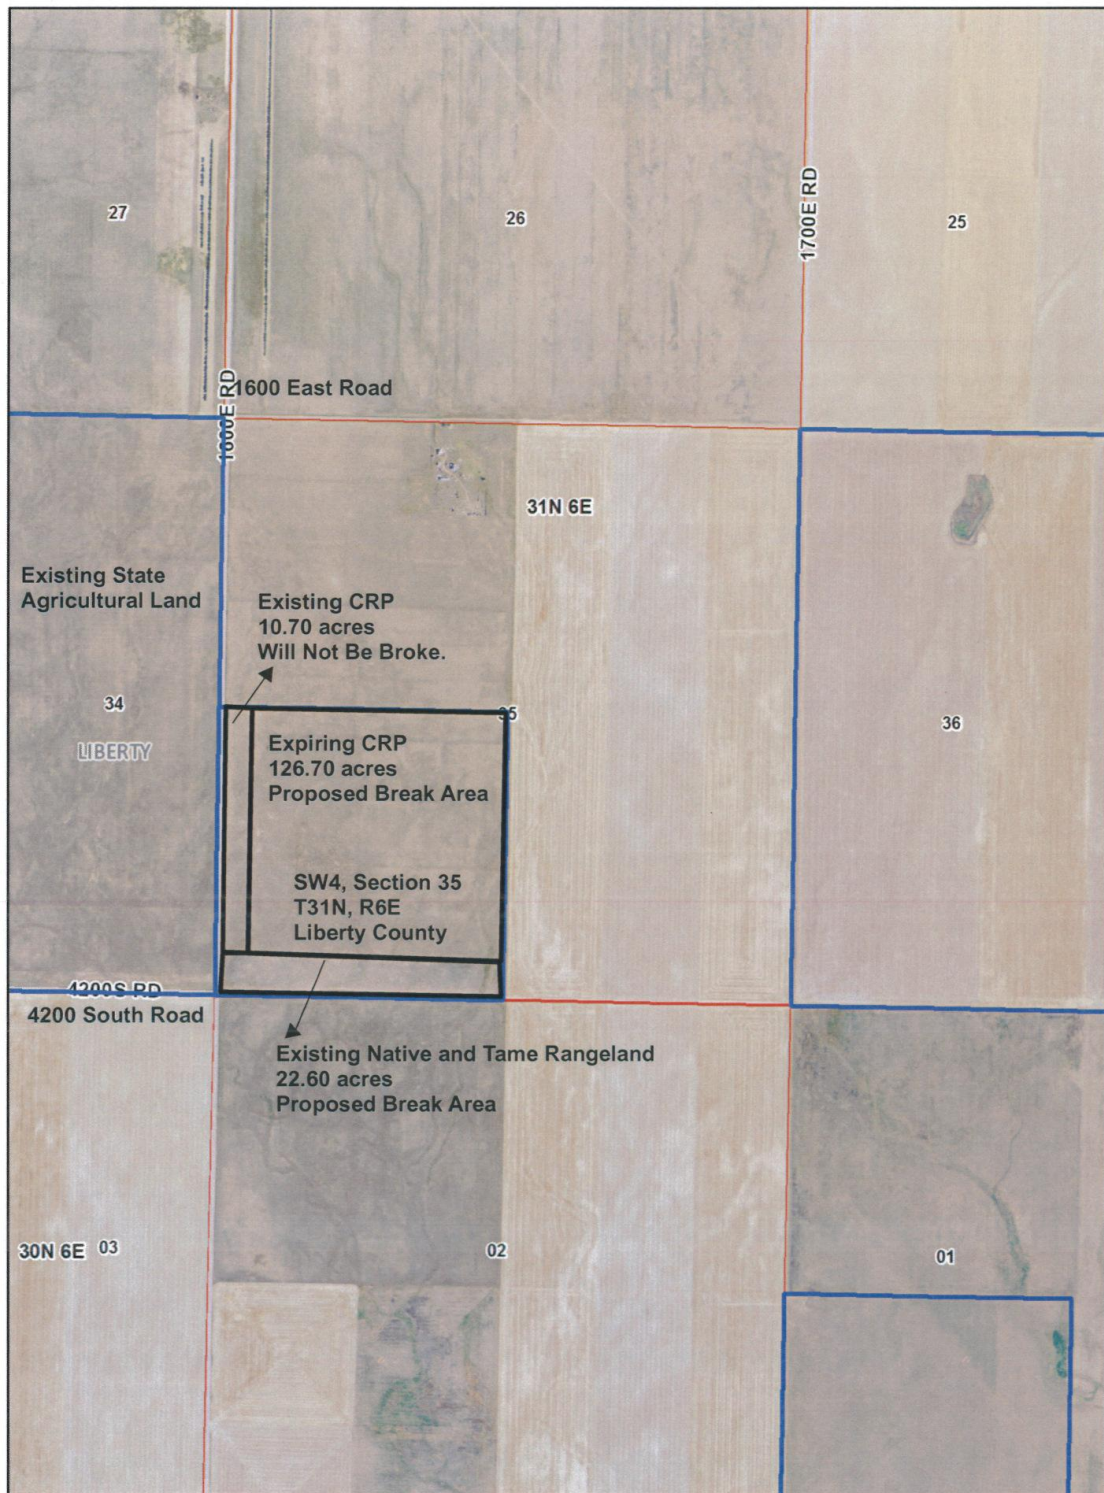 27
26
1700E RD
25
1600E RD
1600 East Road
31N 6E
Existing State
Agricultural Land
Existing CRP
10.70 acres
Will Not Be Broke.
34
LIBERTY
35
36
Expiring CRP
126.70 acres
Proposed Break Area
SW4, Section 35
T31N, R6E
Liberty County
4200S RD
4200 South Road
Existing Native and Tame Rangeland
22.60 acres
Proposed Break Area
30N 6E
03
02
01